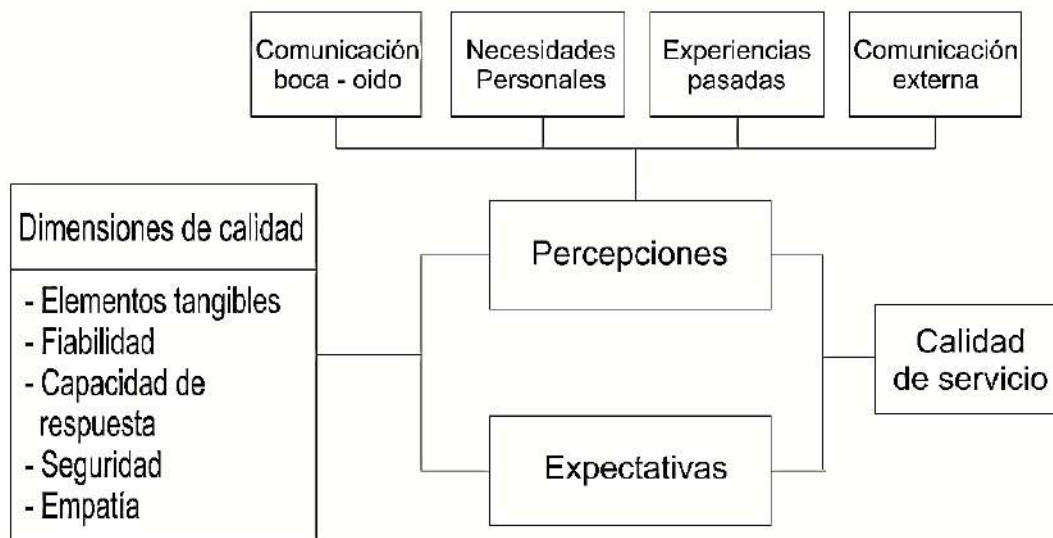 Comunicación
boca - oido
Necesidades
Personales
Experiencias
pasadas
Comunicación
externa
Dimensiones de calidad
- Elementos tangibles
- Fiabilidad
- Capacidad de
respuesta
- Seguridad
- Empatía
Percepciones
Expectativas
Calidad
de servicio